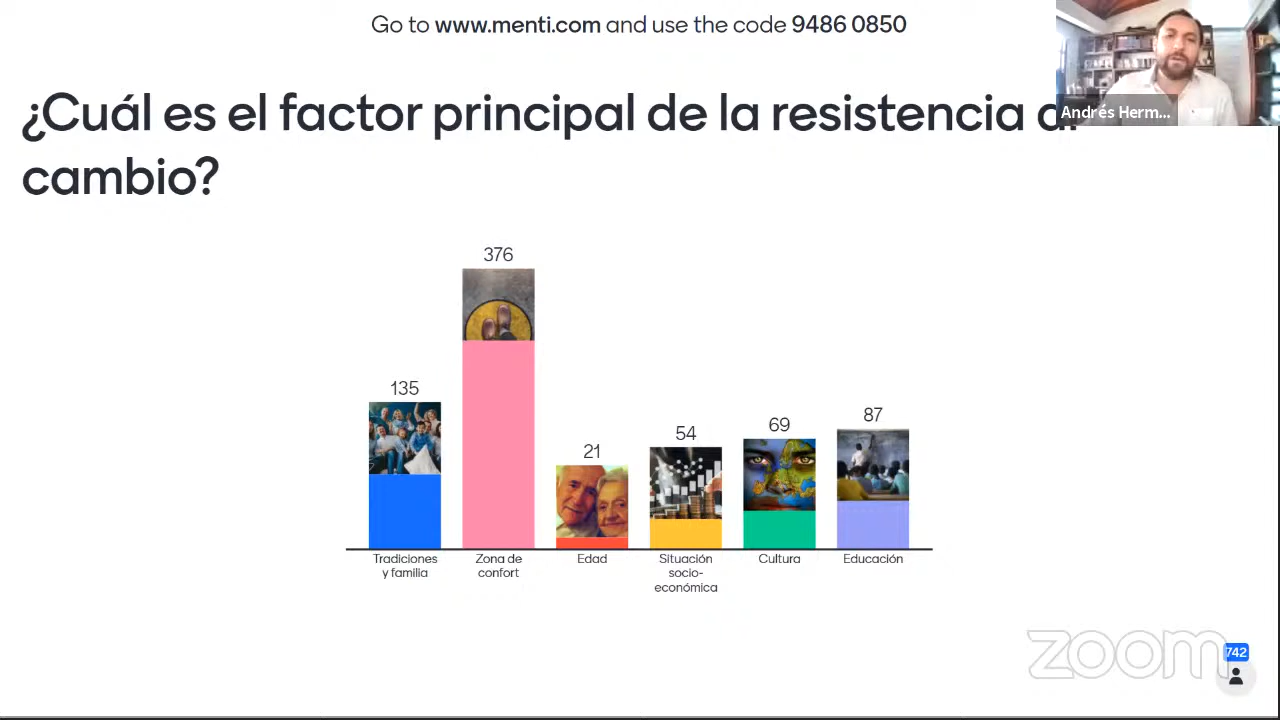 Go to www.menti.com and use the code 9486 0850
Andrés Herm...
¿Cuál es el factor principal de la resistencia al
cambio?
376
135
87
69
54
21
Tradiciones
y familia
Zona de
confort
Edad
Situación
socio-
económica
Cultura
Educación
zoom
742